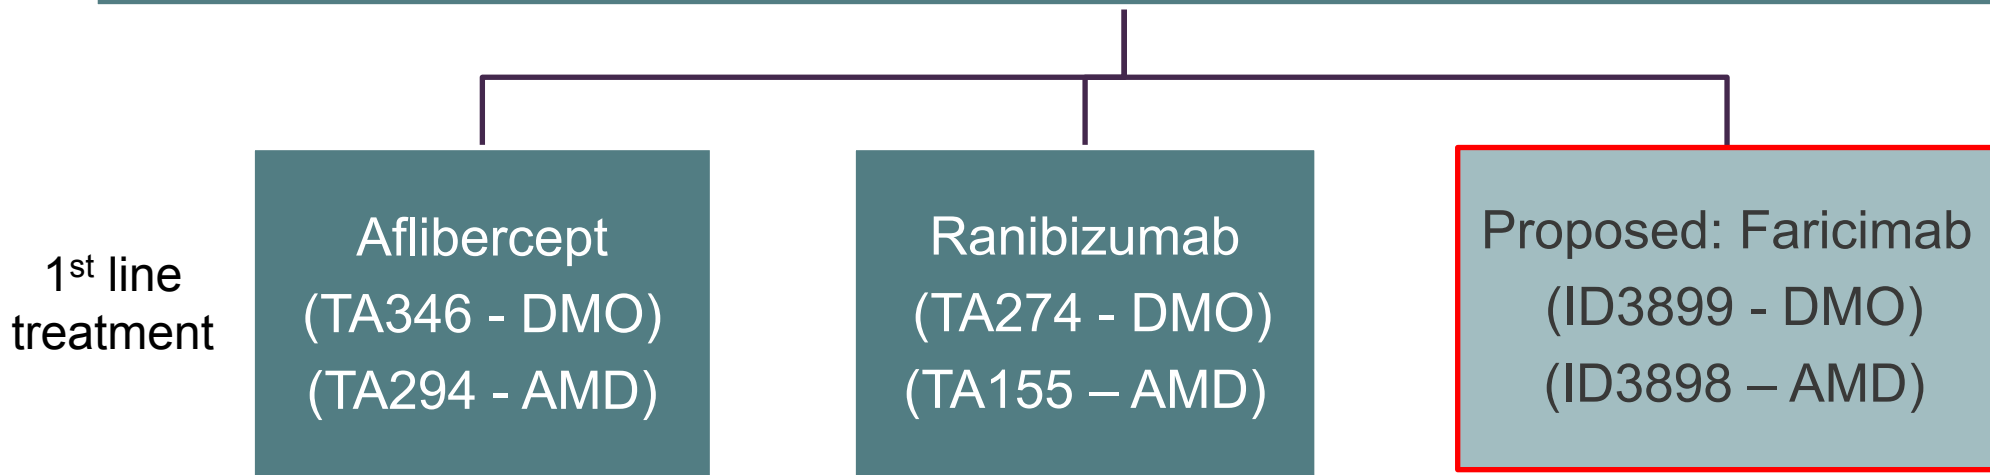 1st line
treatment
Aflibercept
(TA346 - DMO)
(TA294 - AMD)
Ranibizumab
(TA274 - DMO)
(TA155 – AMD)
Proposed: Faricimab
(ID3899 - DMO)
(ID3898 – AMD)